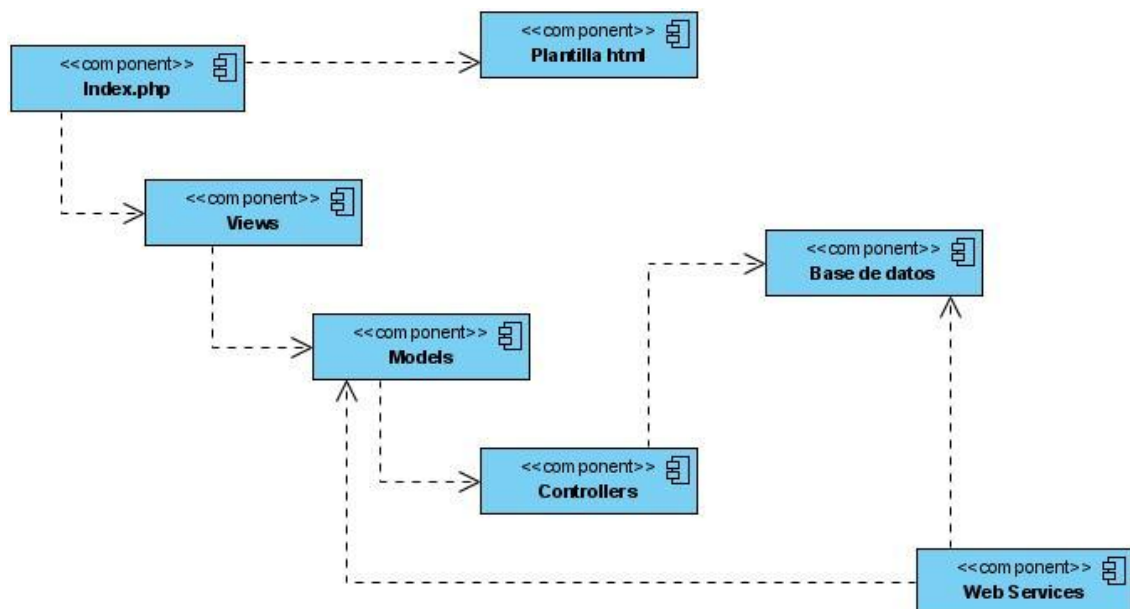 <<component>>
Plantilla html
<<component>>
Index.php
<<component>>
Views
<<component>>
Base de datos
<<component>>
Models
<<component>>
Controllers
<<component>>
Web Services